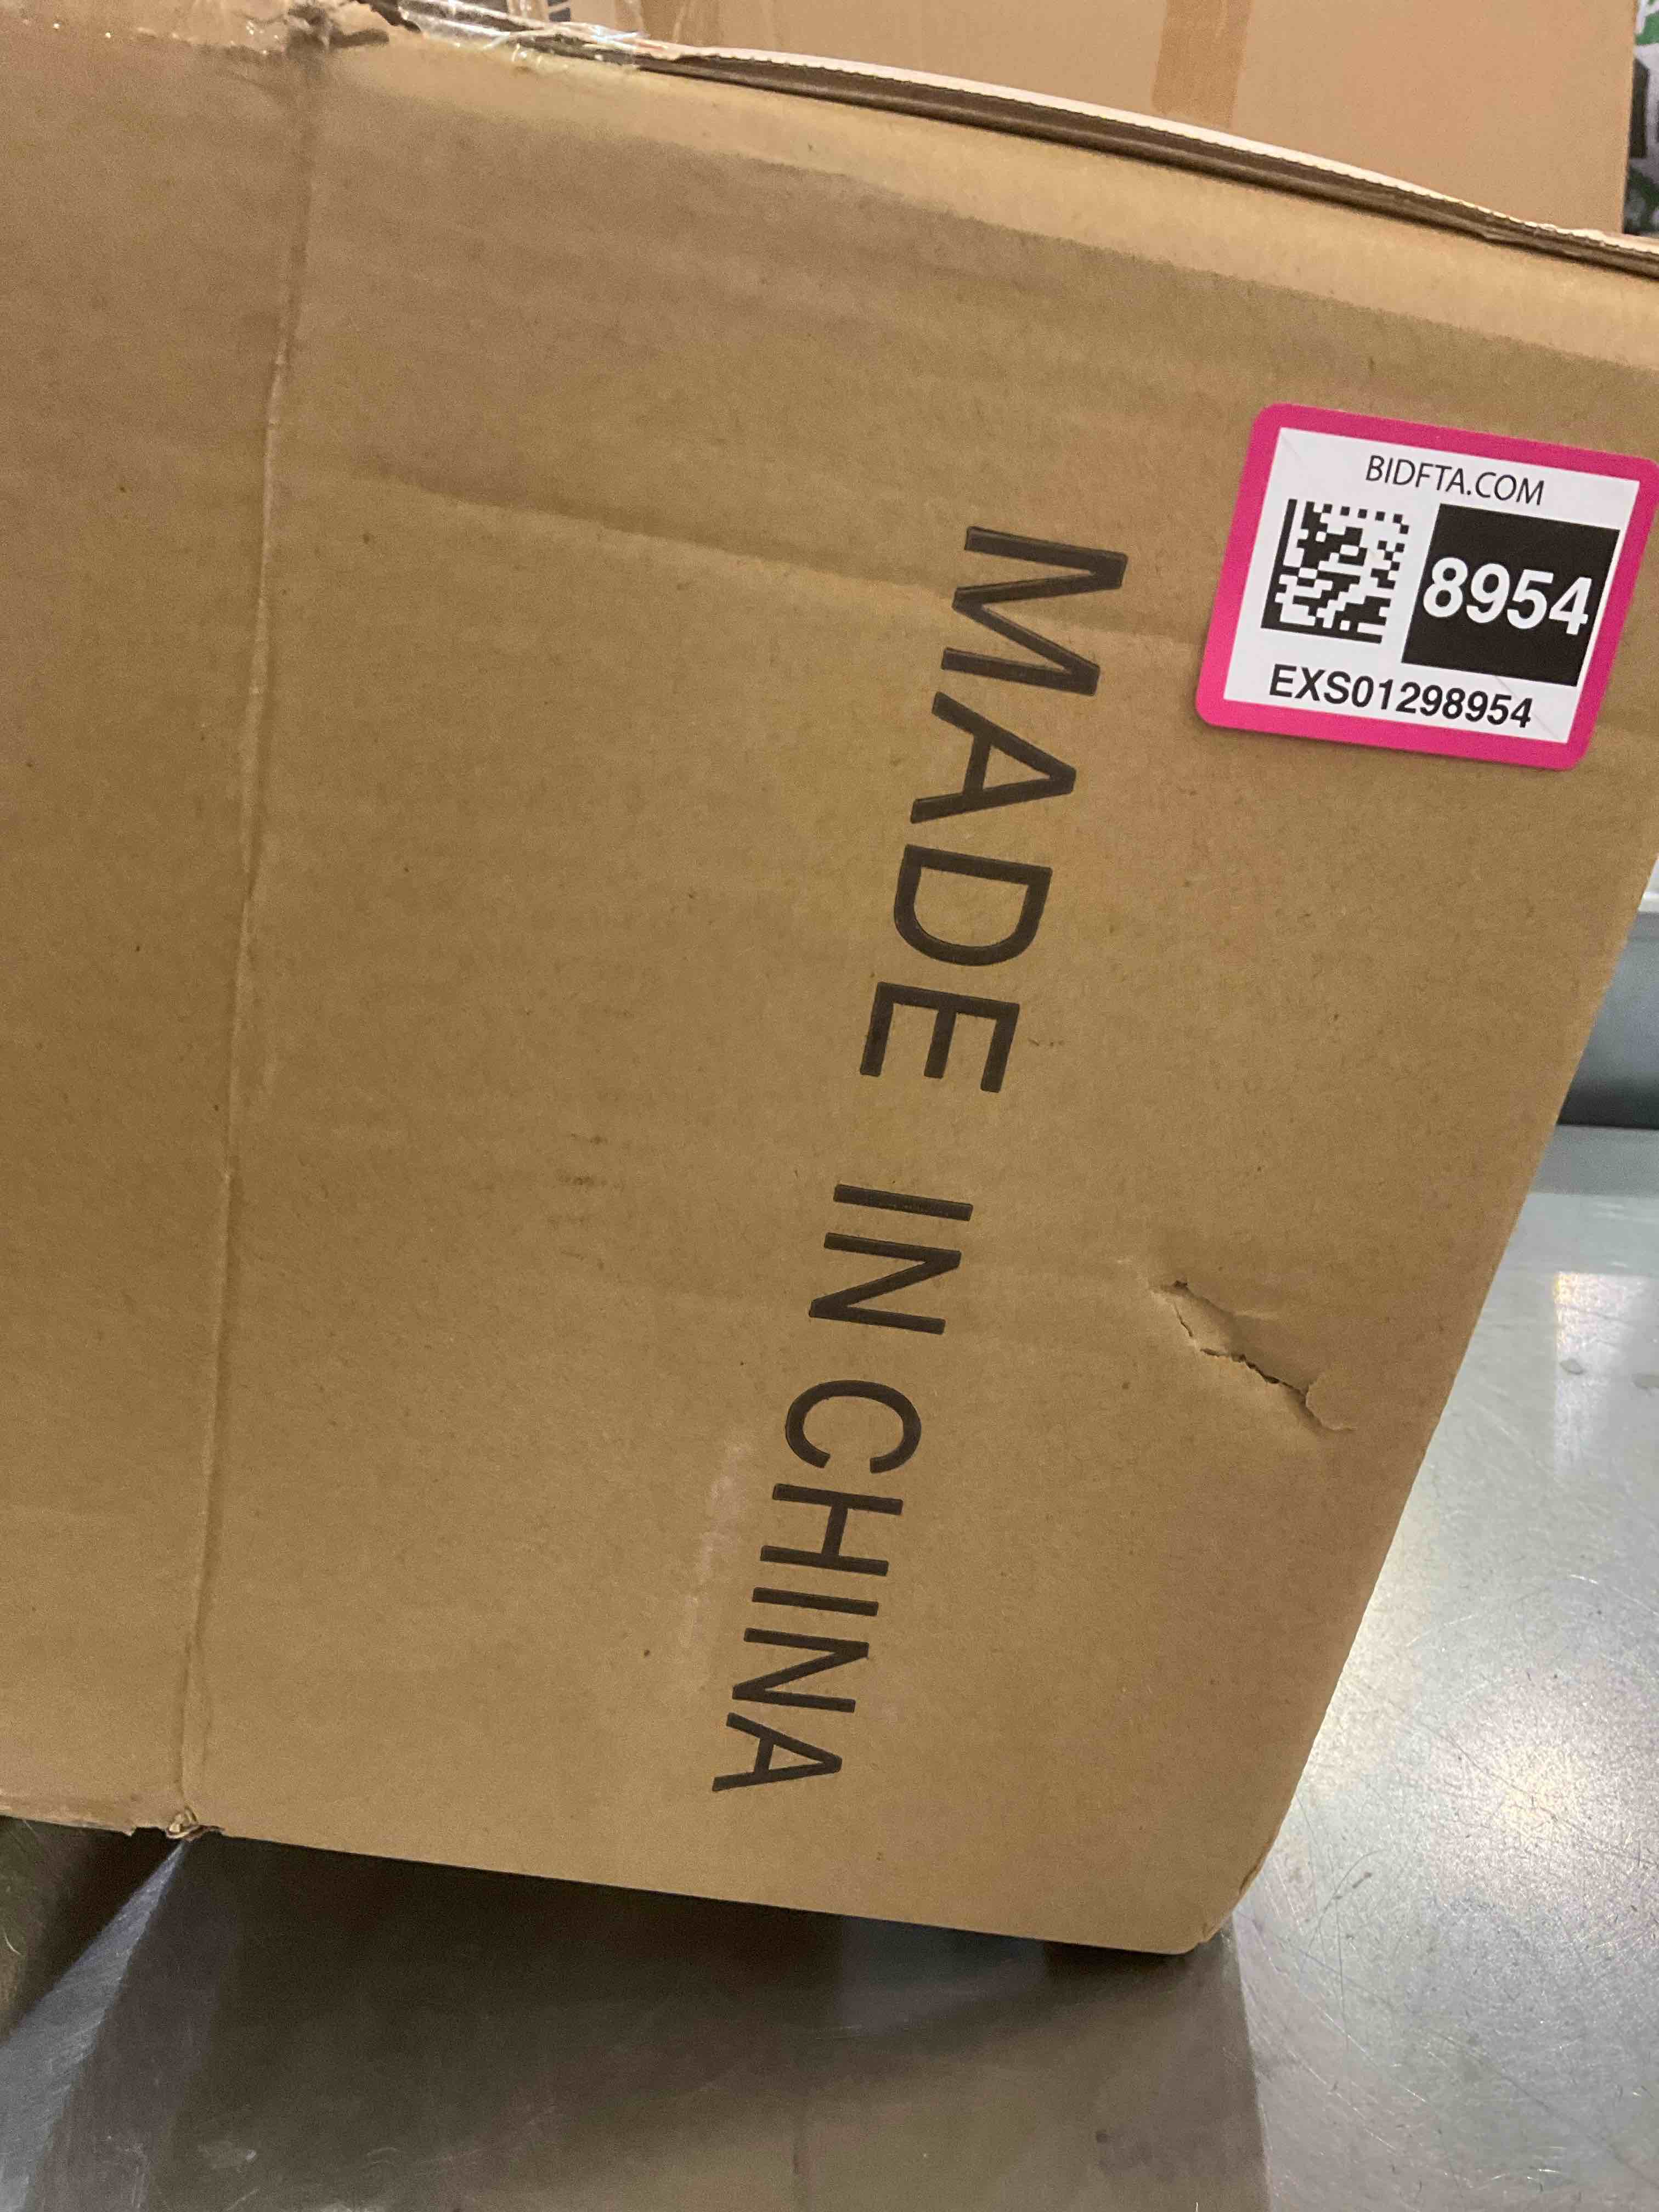 BIDFTA.COM
8954
EXS01298954
MADE IN CHINA